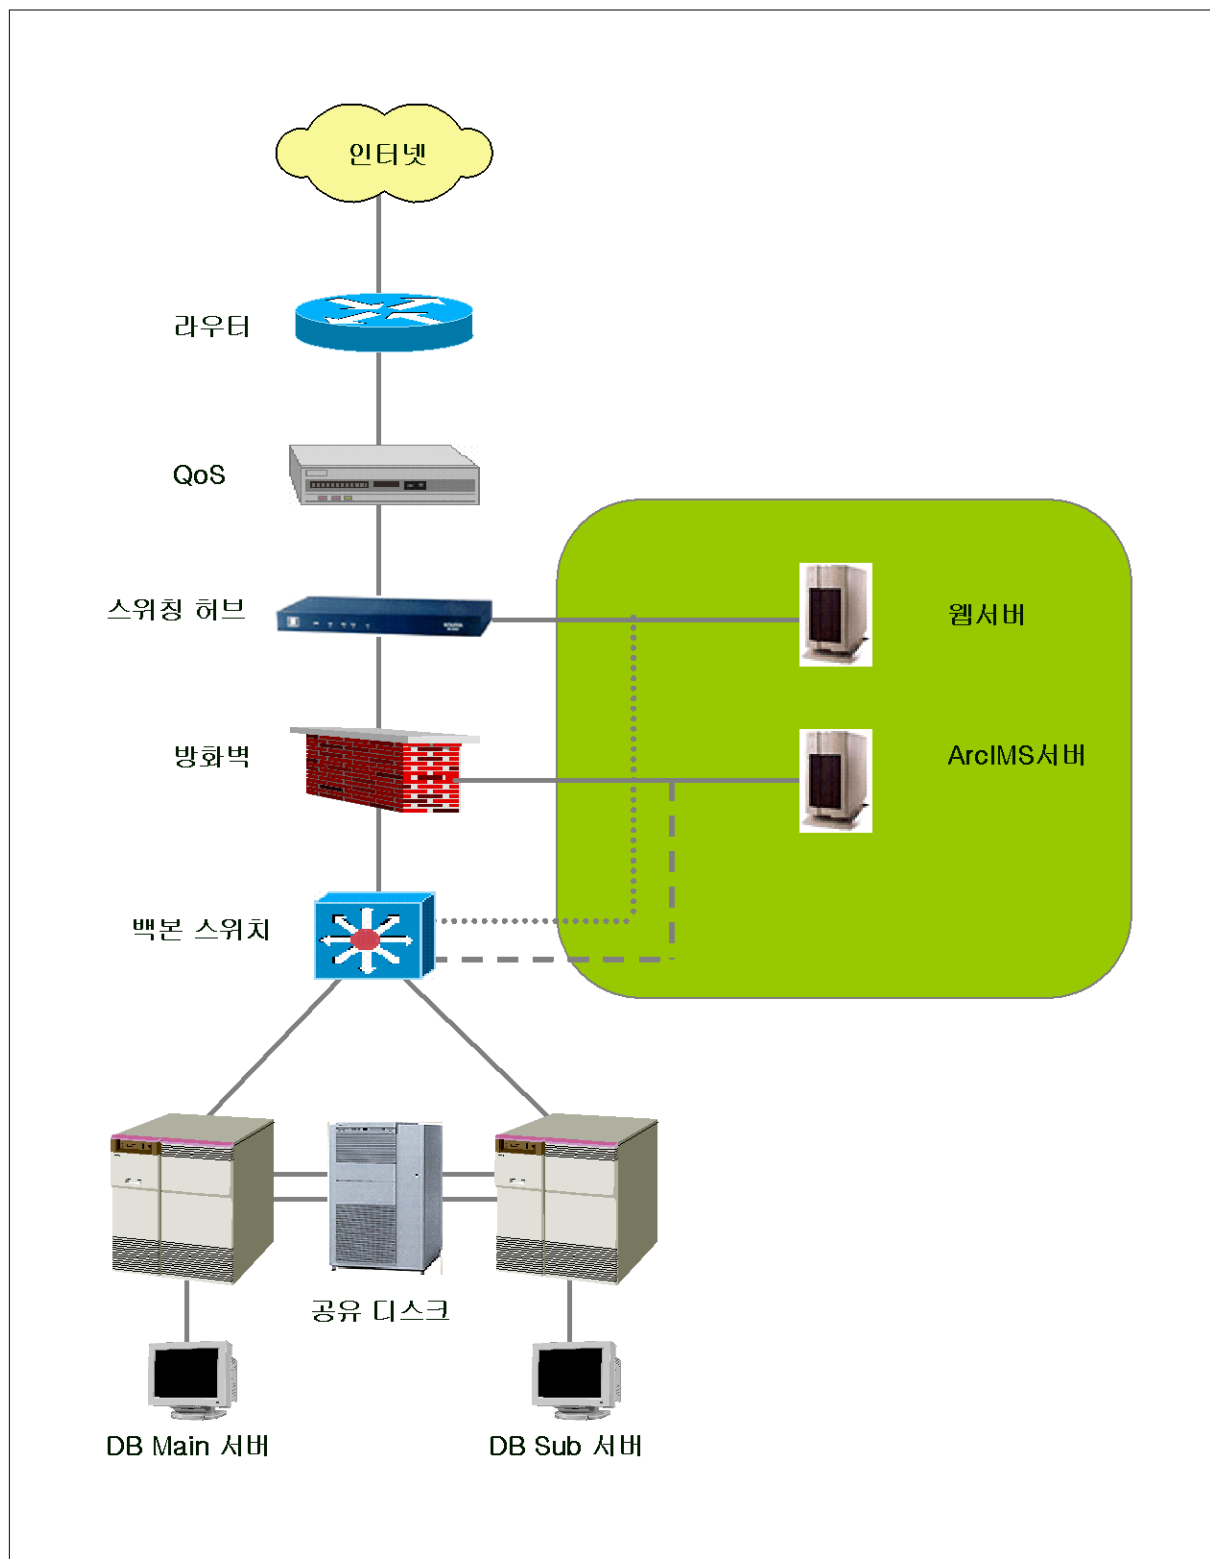 인터넷
라우터
QoS
스위칭 허브
웹서버
방화벽
ArcIMS서버
백본 스위치
공유 디스크
DB Main 서버
DB Sub 서버